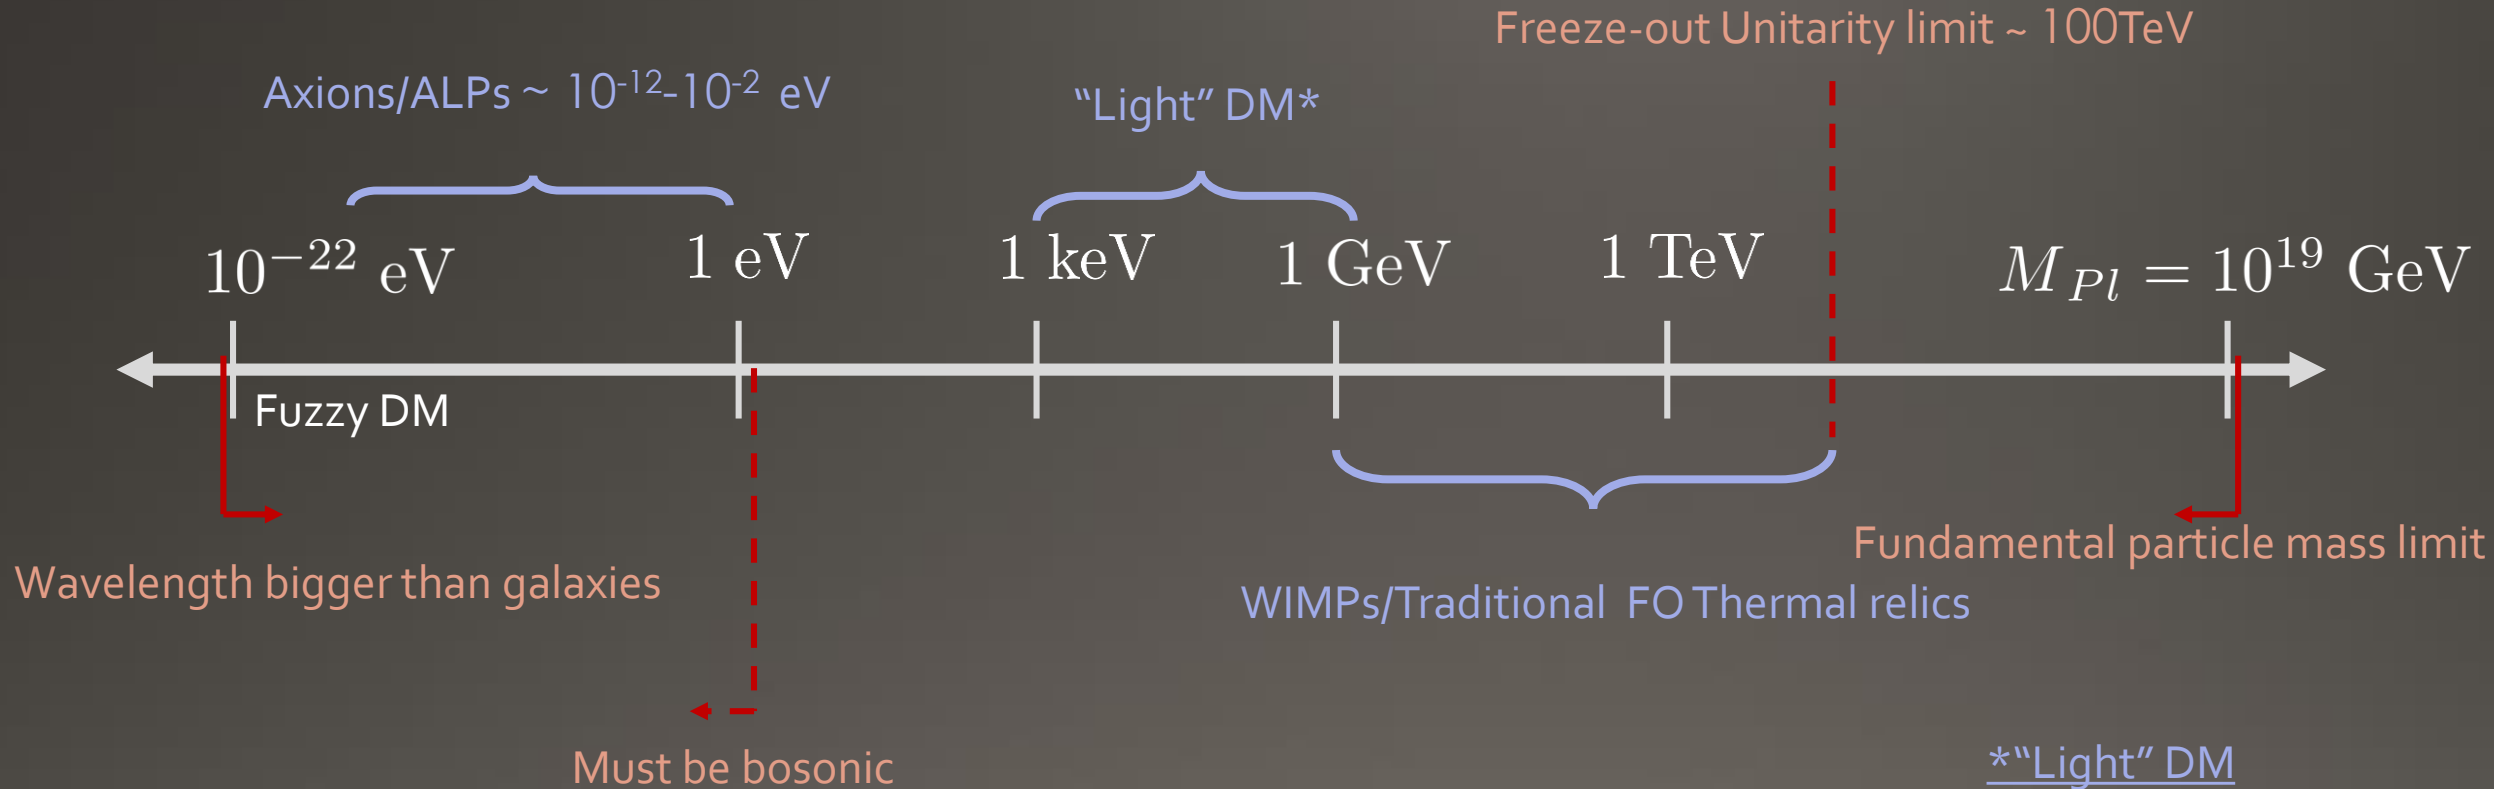 Freeze-out Unitarity limit ~ 100TeV
Axions/ALPs ~ 10⁻¹²-10⁻² eV
“Light” DM*
10⁻²² eV
1 eV
1 keV
1 GeV
1 TeV
M_{Pl} = 10¹⁹ GeV
Fuzzy DM
Wavelength bigger than galaxies
Fundamental particle mass limit
WIMPs/Traditional FO Thermal relics
Must be bosonic
*“Light” DM